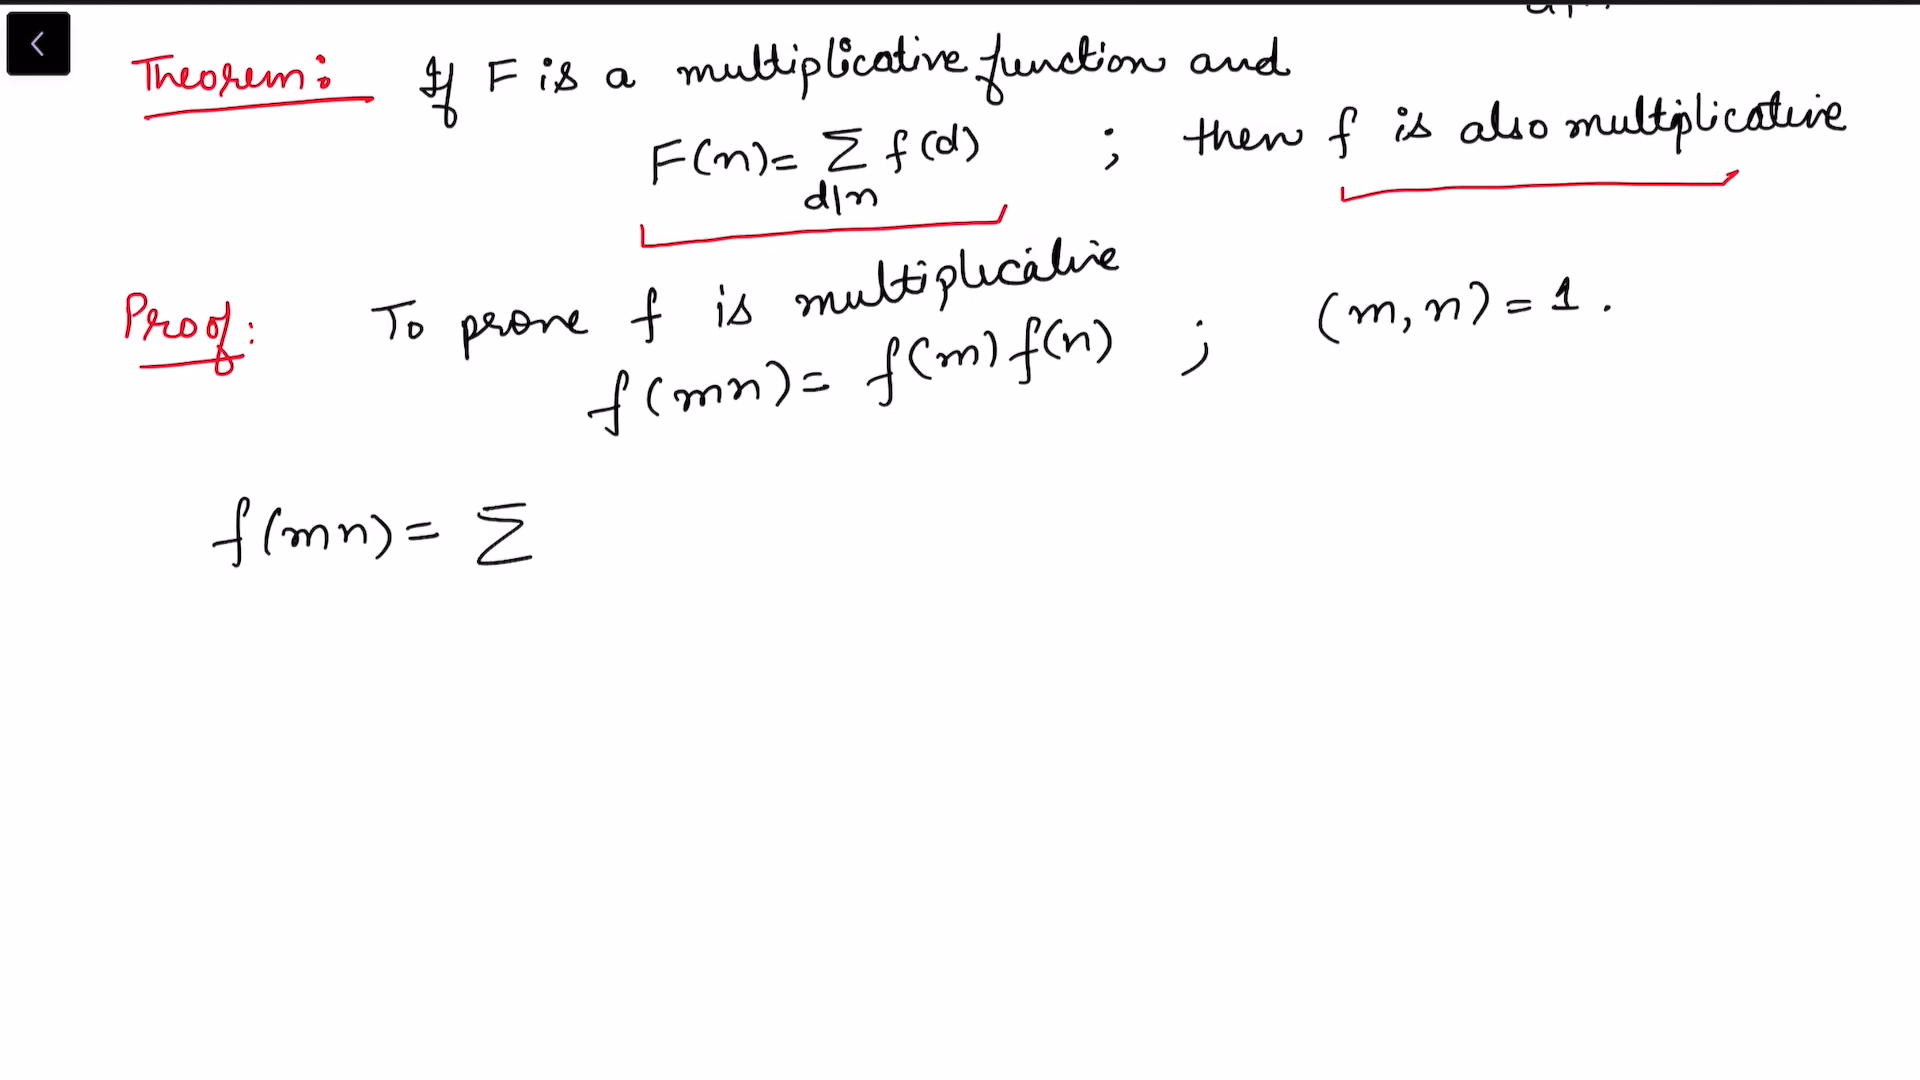 Theorem: If F is a multiplicative function and
F(n) = Σ f(d) ; then f is also multiplicative
d|n
Proof: To prove f is multiplicative
f(mn) = f(m) f(n) ; (m, n) = 1 .
f(mn) = Σ